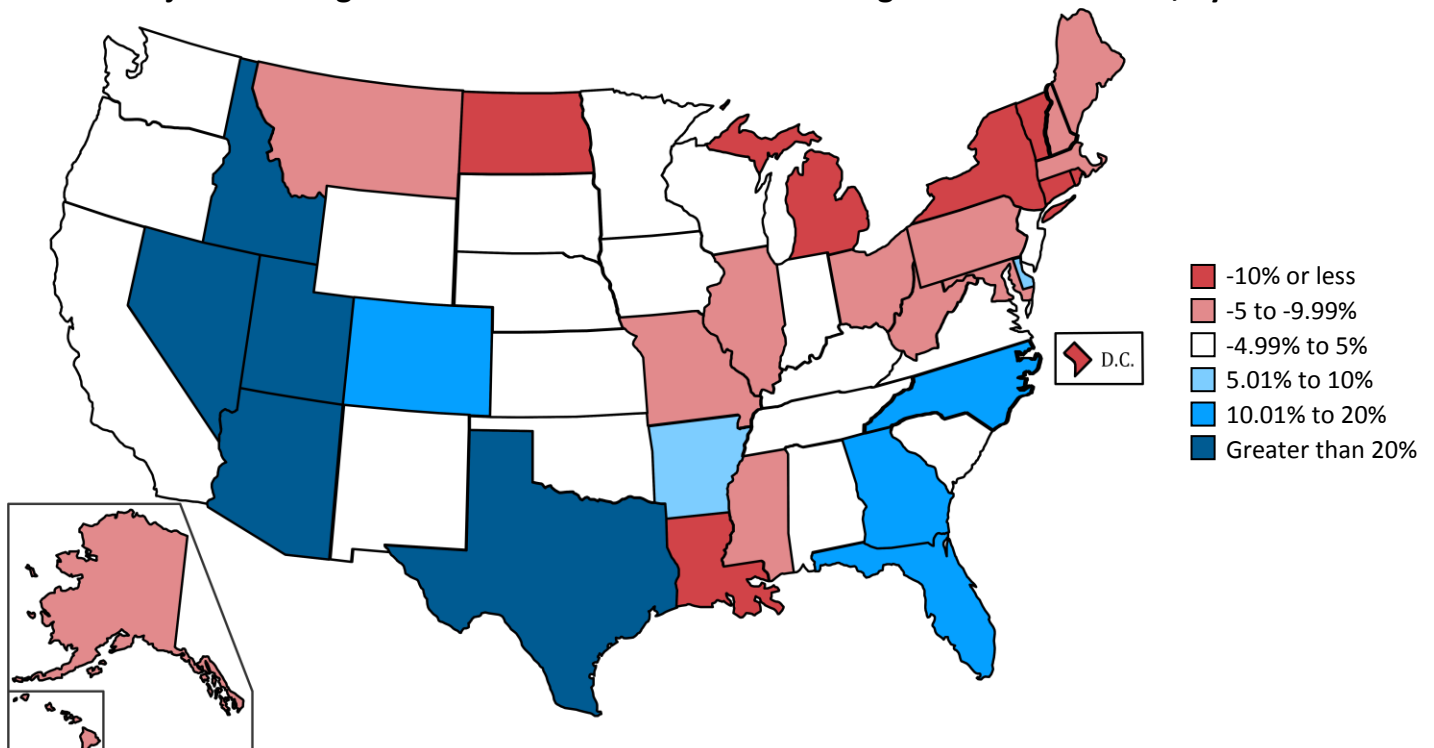 D.C.
-10% or less
-5 to -9.99%
-4.99% to 5%
5.01% to 10%
10.01% to 20%
Greater than 20%